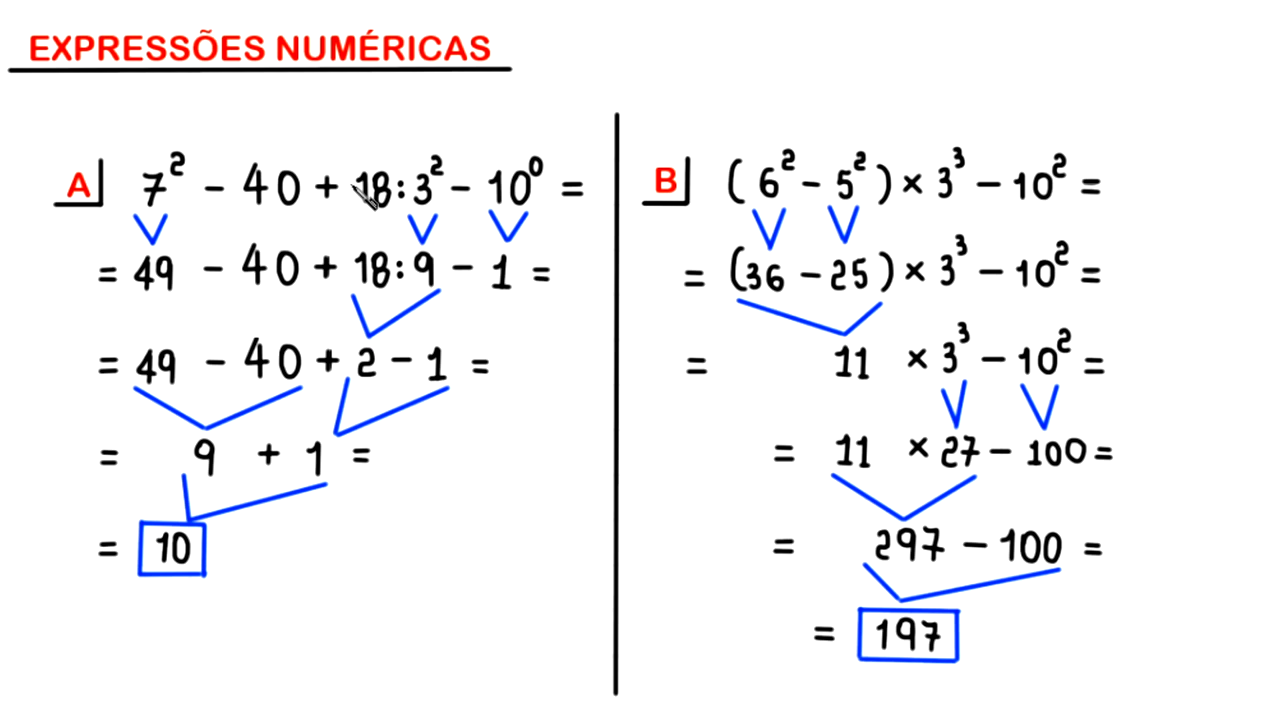 EXPRESSÕES NUMÉRICAS
A
7² - 40 + 18:3² - 10⁰ =
= 49 - 40 + 18:9 - 1 =
= 49 - 40 + 2 - 1 =
= 9 + 1 =
= 10
B
(6² - 5²) × 3³ - 10² =
= (36 - 25) × 3³ - 10² =
= 11 × 3³ - 10² =
= 11 × 27 - 100 =
= 297 - 100 =
= 197